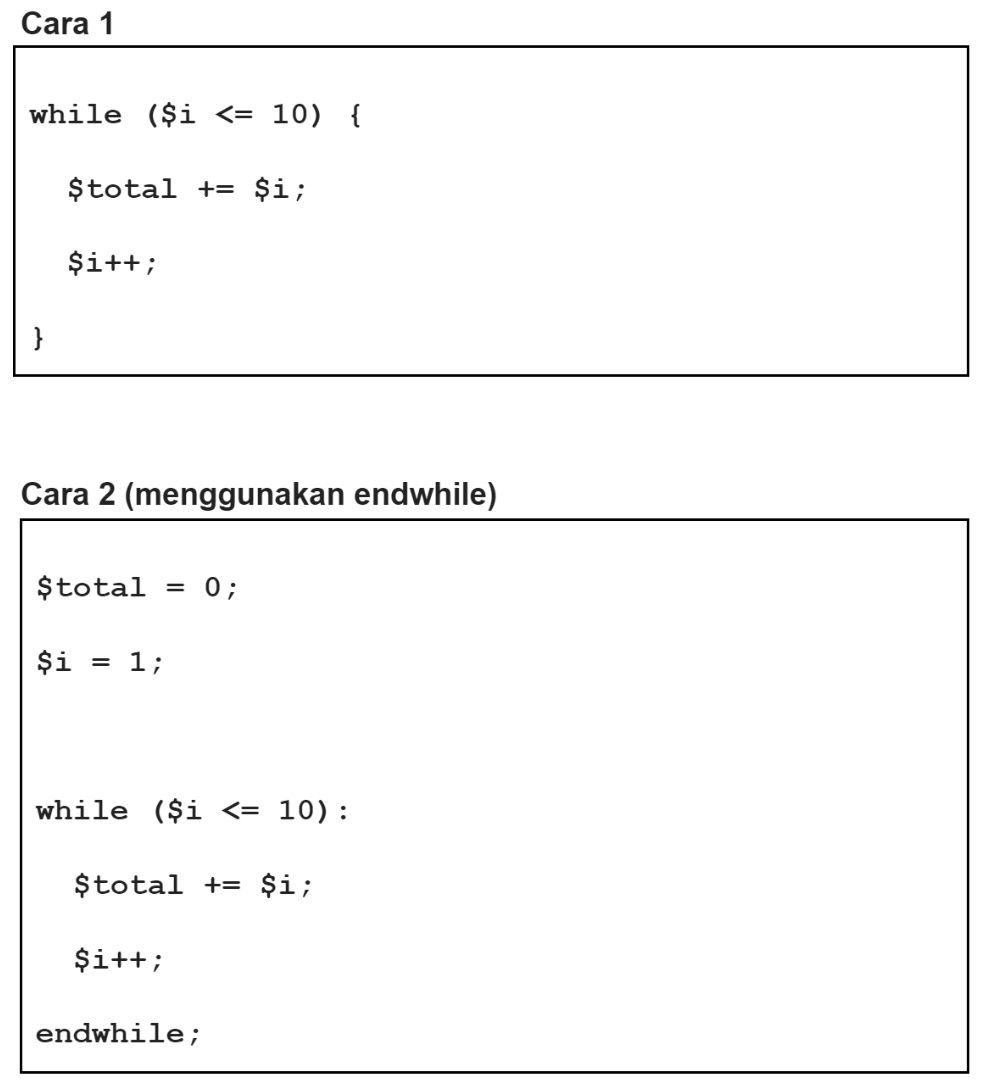 Cara 1
while ($i <= 10) {
$total += $i;
$i++;
}
Cara 2 (menggunakan endwhile)
$total = 0;
$i = 1;
while ($i <= 10):
$total += $i;
$i++;
endwhile;